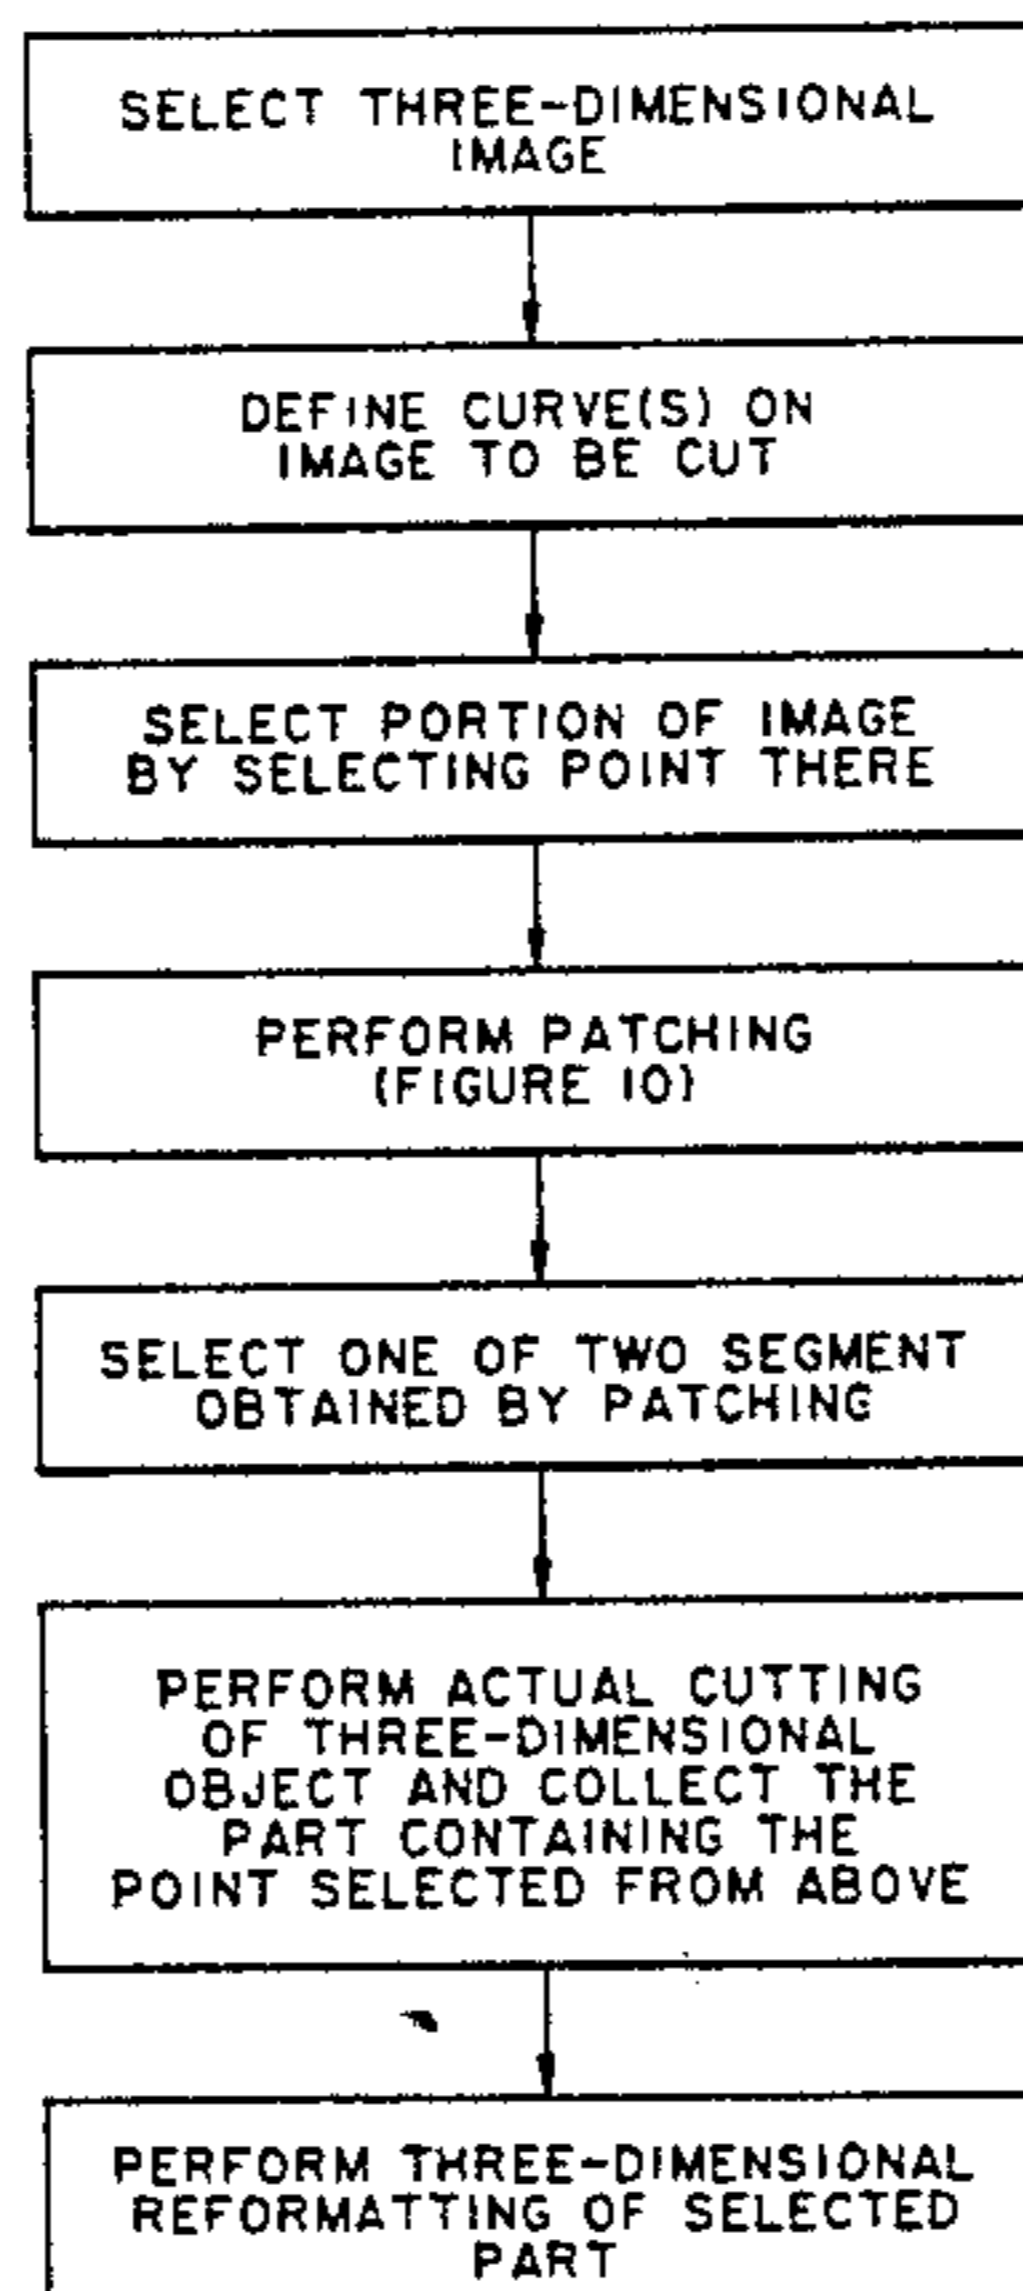 SELECT THREE-DIMENSIONAL
IMAGE
DEFINE CURVE(S) ON
IMAGE TO BE CUT
SELECT PORTION OF IMAGE
BY SELECTING POINT THERE
PERFORM PATCHING
(FIGURE 10)
SELECT ONE OF TWO SEGMENT
OBTAINED BY PATCHING
PERFORM ACTUAL CUTTING
OF THREE-DIMENSIONAL
OBJECT AND COLLECT THE
PART CONTAINING THE
POINT SELECTED FROM ABOVE
PERFORM THREE-DIMENSIONAL
REFORMATTING OF SELECTED
PART